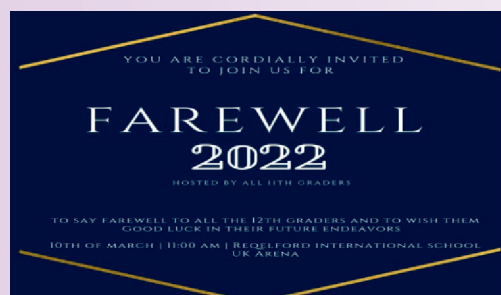 YOU ARE CORDIALLY INVITED
TO JOIN US FOR
FAREWELL
2022
HOSTED BY ALL 11TH GRADERS
TO SAY FAREWELL TO ALL THE 12TH GRADERS AND TO WISH THEM
GOOD LUCK IN THEIR FUTURE ENDEAVORS
10TH OF MARCH | 11:00 AM | REQELFORD INTERNATIONAL SCHOOL
UK ARENA